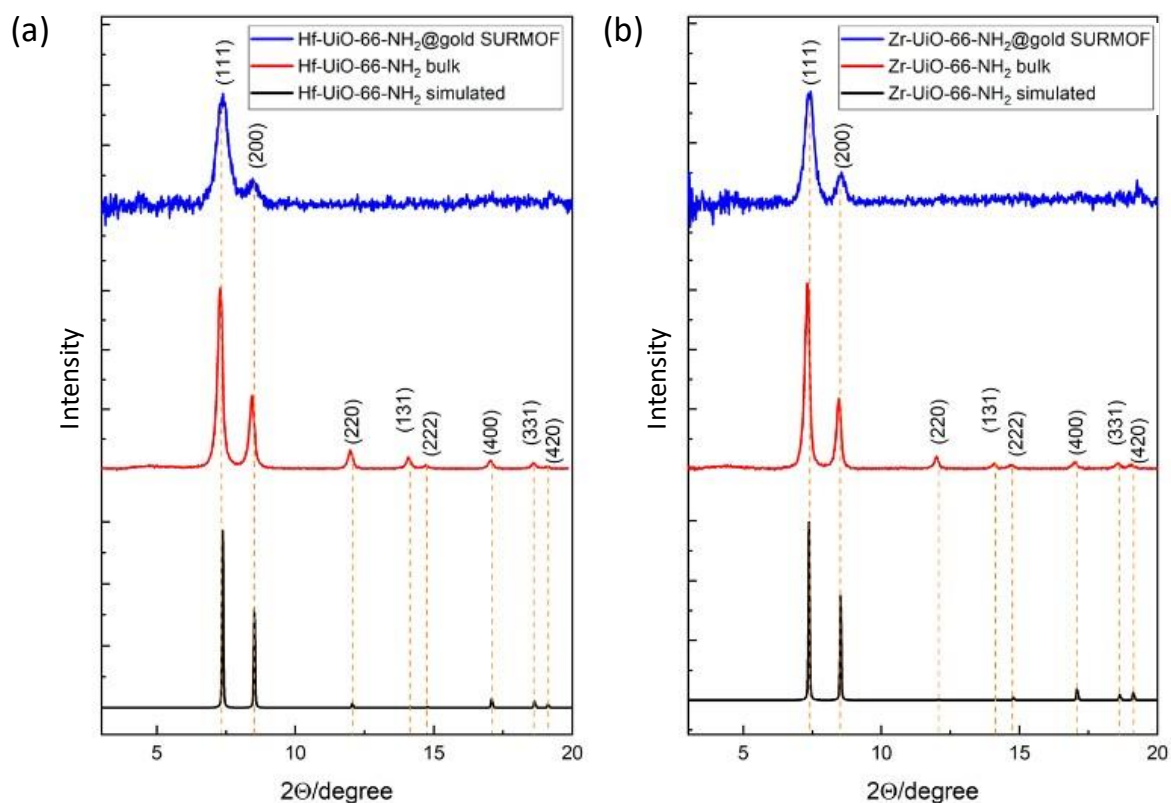 (a)
Hf-UiO-66-NH₂@gold SURMOF
Hf-UiO-66-NH₂ bulk
Hf-UiO-66-NH₂ simulated
(111)
(200)
(220)
(131)
(222)
(400)
(331)
(420)
Intensity
5
10
15
20
2Θ/degree
(b)
Zr-UiO-66-NH₂@gold SURMOF
Zr-UiO-66-NH₂ bulk
Zr-UiO-66-NH₂ simulated
(111)
(200)
(220)
(131)
(222)
(400)
(331)
(420)
Intensity
5
10
15
20
2Θ/degree